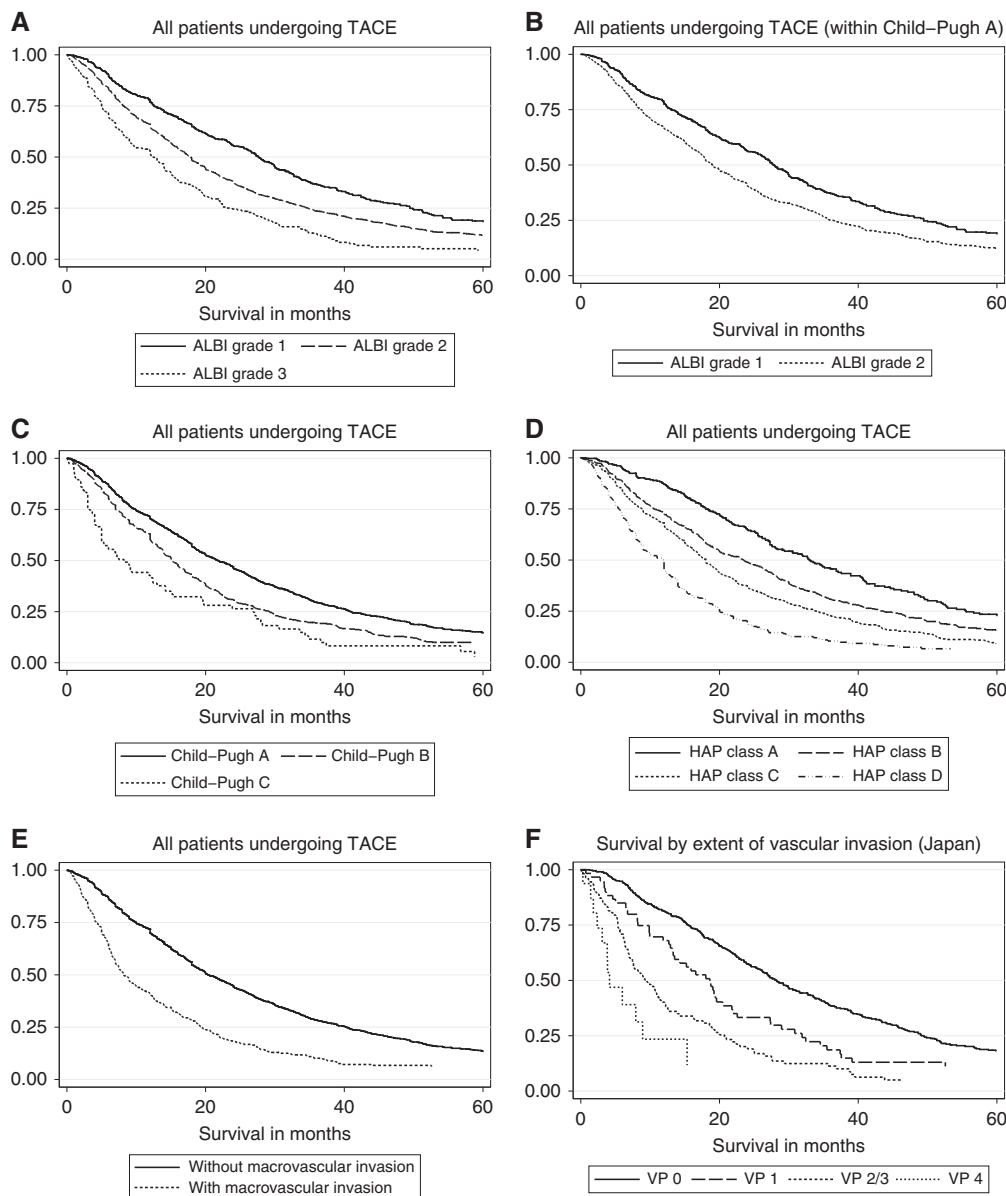 A
All patients undergoing TACE
1.00
0.75
0.50
0.25
0.00
0 20 40 60
Survival in months
ALBI grade 1 ALBI grade 2
ALBI grade 3
B
All patients undergoing TACE (within Child–Pugh A)
1.00
0.75
0.50
0.25
0.00
0 20 40 60
Survival in months
ALBI grade 1 ALBI grade 2
C
All patients undergoing TACE
1.00
0.75
0.50
0.25
0.00
0 20 40 60
Survival in months
Child–Pugh A Child–Pugh B
Child–Pugh C
D
All patients undergoing TACE
1.00
0.75
0.50
0.25
0.00
0 20 40 60
Survival in months
HAP class A HAP class B
HAP class C HAP class D
E
All patients undergoing TACE
1.00
0.75
0.50
0.25
0.00
0 20 40 60
Survival in months
Without macrovascular invasion
With macrovascular invasion
F
Survival by extent of vascular invasion (Japan)
1.00
0.75
0.50
0.25
0.00
0 20 40 60
Survival in months
VP 0 VP 1 VP 2/3 VP 4